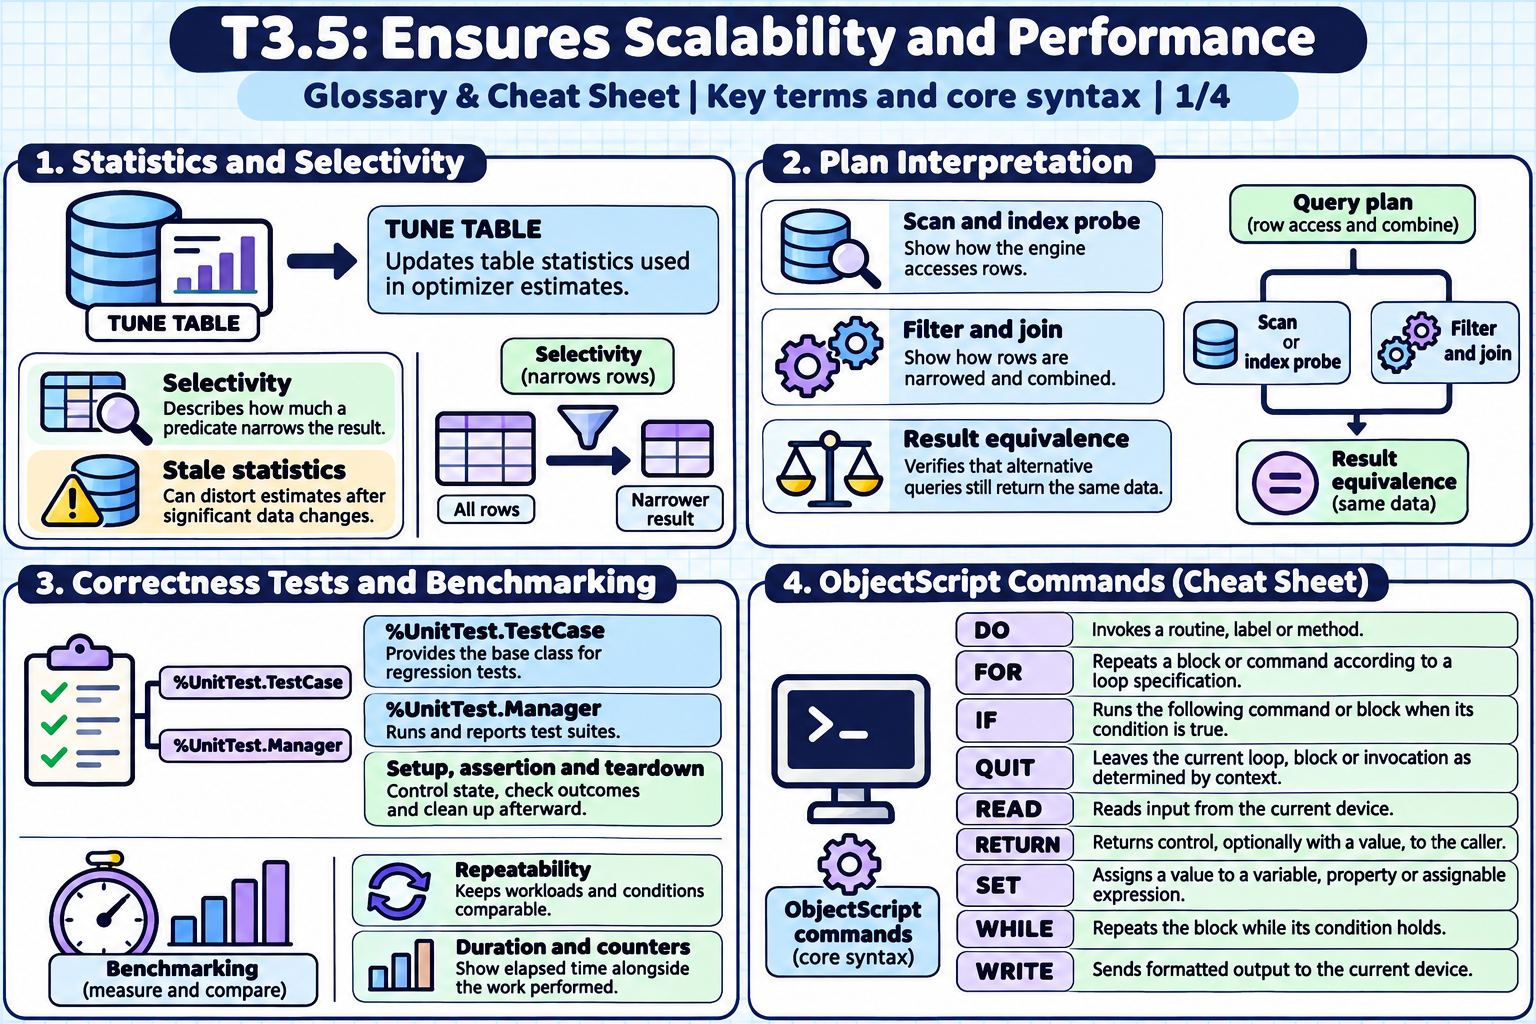 T3.5: Ensures Scalability and Performance
Glossary & Cheat Sheet | Key terms and core syntax | 1/4
1. Statistics and Selectivity
TUNE TABLE
TUNE TABLE
Updates table statistics used
in optimizer estimates.
Selectivity
Describes how much a
predicate narrows the result.
Stale statistics
Can distort estimates after
significant data changes.
Selectivity
(narrows rows)
All rows
Narrower
result
2. Plan Interpretation
Scan and index probe
Show how the engine
accesses rows.
Filter and join
Show how rows are
narrowed and combined.
Result equivalence
Verifies that alternative
queries still return the same data.
Query plan
(row access and combine)
Scan
or
index probe
Filter
and join
Result
equivalence
(same data)
3. Correctness Tests and Benchmarking
%UnitTest.TestCase
%UnitTest.Manager
%UnitTest.TestCase
Provides the base class for
regression tests.
%UnitTest.Manager
Runs and reports test suites.
Setup, assertion and teardown
Control state, check outcomes
and clean up afterward.
Benchmarking
(measure and compare)
Repeatability
Keeps workloads and conditions
comparable.
Duration and counters
Show elapsed time alongside
the work performed.
4. ObjectScript Commands (Cheat Sheet)
ObjectScript
commands
(core syntax)
DO
Invokes a routine, label or method.
FOR
Repeats a block or command according to a
loop specification.
IF
Runs the following command or block when its
condition is true.
QUIT
Leaves the current loop, block or invocation as
determined by context.
READ
Reads input from the current device.
RETURN
Returns control, optionally with a value, to the caller.
SET
Assigns a value to a variable, property or assignable
expression.
WHILE
Repeats the block while its condition holds.
WRITE
Sends formatted output to the current device.